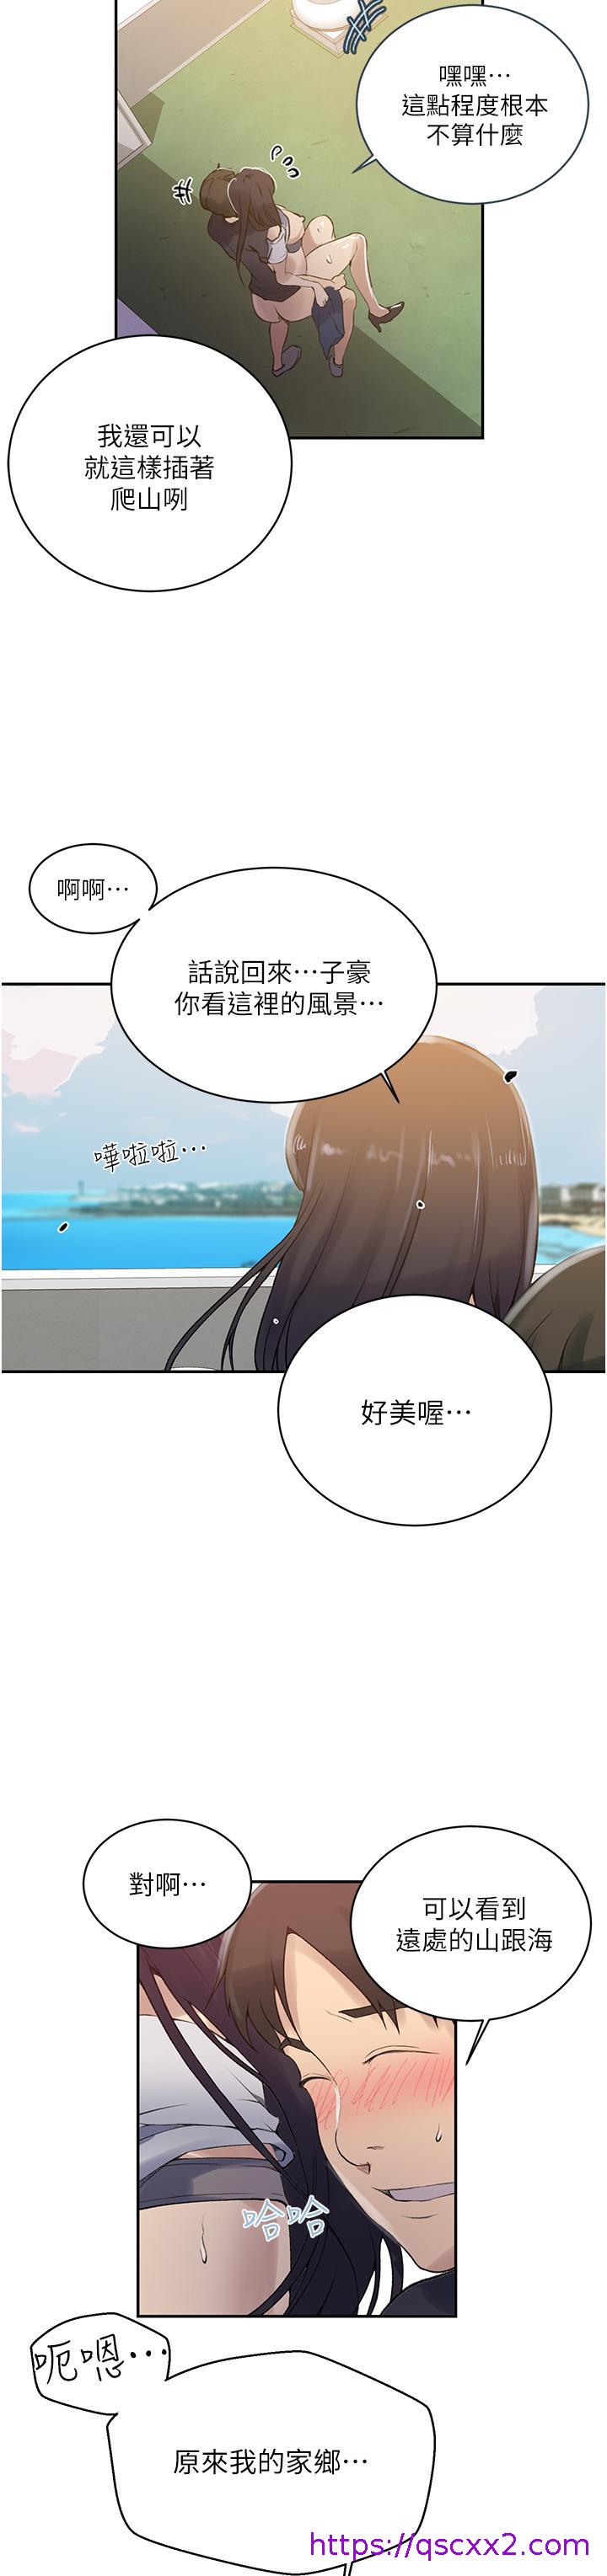 嘿嘿⋯
這點程度根本
不算什麼
我還可以
就這樣插著
爬山咧
啊啊⋯
話說回來⋯子豪
你看這裡的風景⋯
嘩啦啦⋯
好美喔⋯
對啊⋯
可以看到
遠處的山跟海
哈哈
呃嗯⋯
原來我的家鄉⋯
https://qscxx2.com